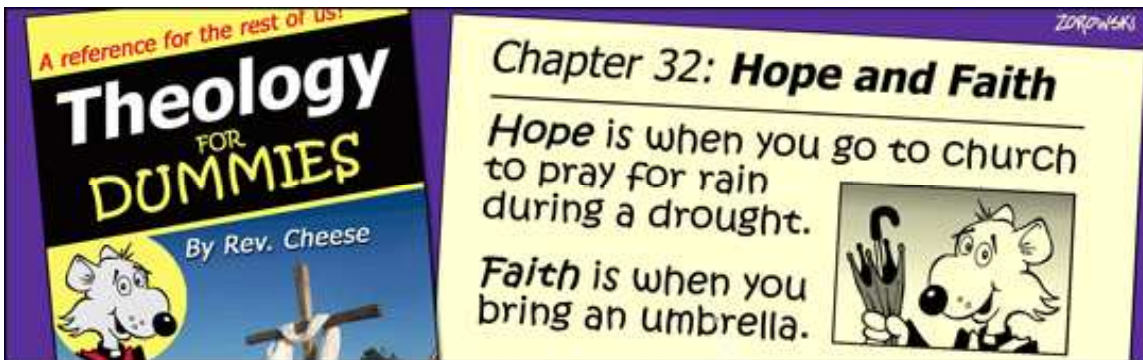 A reference for the rest of us!
Theology
FOR
DUMMIES
By Rev. Cheese
ZOROWSKI
Chapter 32: Hope and Faith
Hope is when you go to church
to pray for rain
during a drought.
Faith is when you
bring an umbrella.